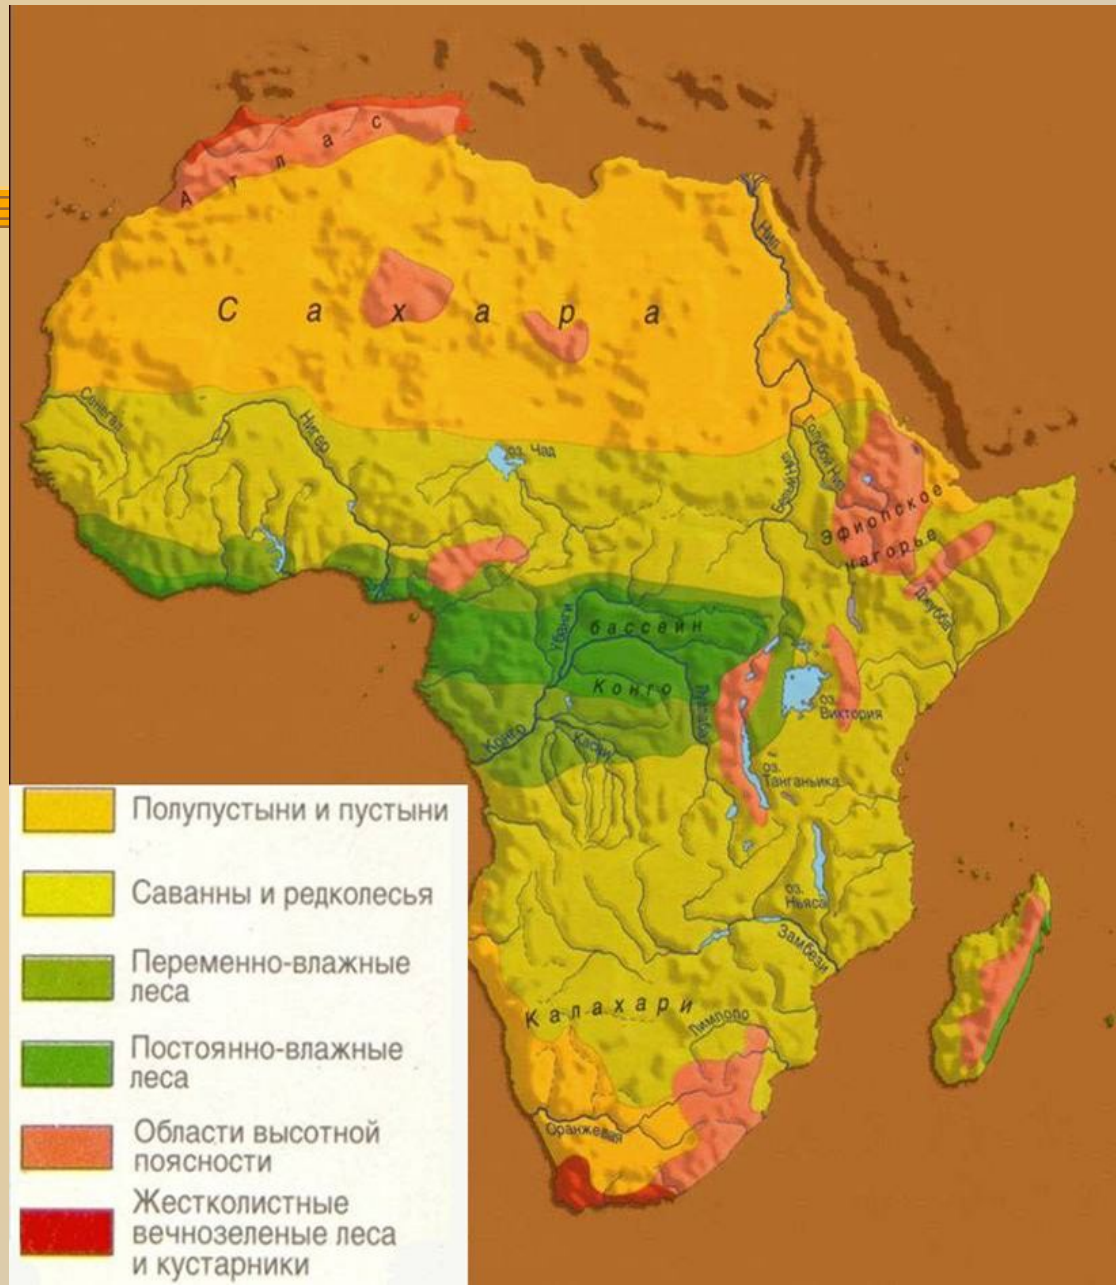 Атлас
Сахара
Нил
Сенегал
Нигер
оз. Чад
Голубой Нил
Белый Нил
Эфиопское
нагорье
Джубба
Убанги
бассейн
Конго
Конго
Касаи
оз.
Виктория
оз.
Танганьика
оз.
Ньяса
Замбези
Калахари
Лимпопо
Оранжевая
Полупустыни и пустыни
Саванны и редколесья
Переменно-влажные
леса
Постоянно-влажные
леса
Области высотной
поясности
Жестколистные
вечнозеленые леса
и кустарники